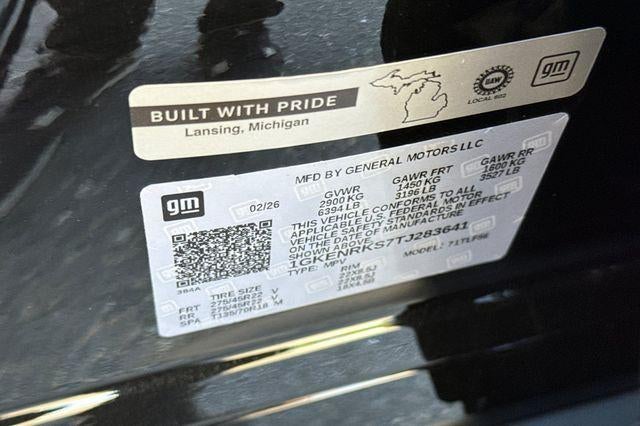 BUILT WITH PRIDE
Lansing, Michigan
UAW
LOCAL 602
gm
MFD BY GENERAL MOTORS LLC
gm
02/26
GVWR GAWR FRT GAWR RR
2900 KG 1450 KG 1600 KG
6394 LB 3196 LB 3527 LB
THIS VEHICLE CONFORMS TO ALL
APPLICABLE U.S. FEDERAL MOTOR
VEHICLE SAFETY STANDARDS IN EFFECT
ON THE DATE OF MANUFACTURE
SHOWN ABOVE.
1GKENRKS7TJ283641
TYPE: MPV MODEL: 71TLFSE
394A
TIRE SIZE RIM
FRT 275/45R22 V 22X8.5J
RR 275/45R22 V 22X8.5J
SPA T135/70R18 M 18X4.5B